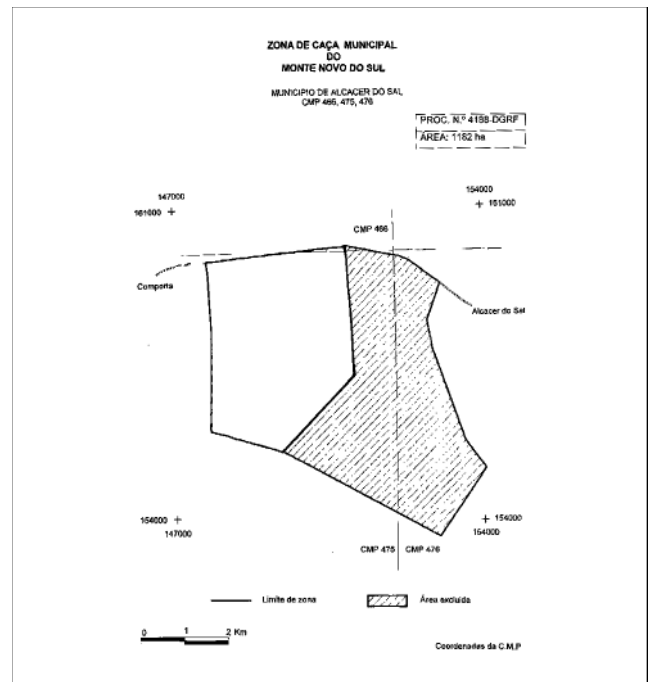 ZONA DE CAÇA MUNICIPAL
DO
MONTE NOVO DO SUL
MUNICIPIO DE ALCACER DO SAL
CMP 466, 475, 476
PROC. N.º 4188-DGRF
ÁREA: 1182 ha
147000
161000
154000
161000
CMP 466
Comporta
Alcacer do Sal
154000
147000
154000
154000
CMP 475
CMP 476
Limite de zona
Área excluída
0 1 2 Km
Coordenadas da C.M.P